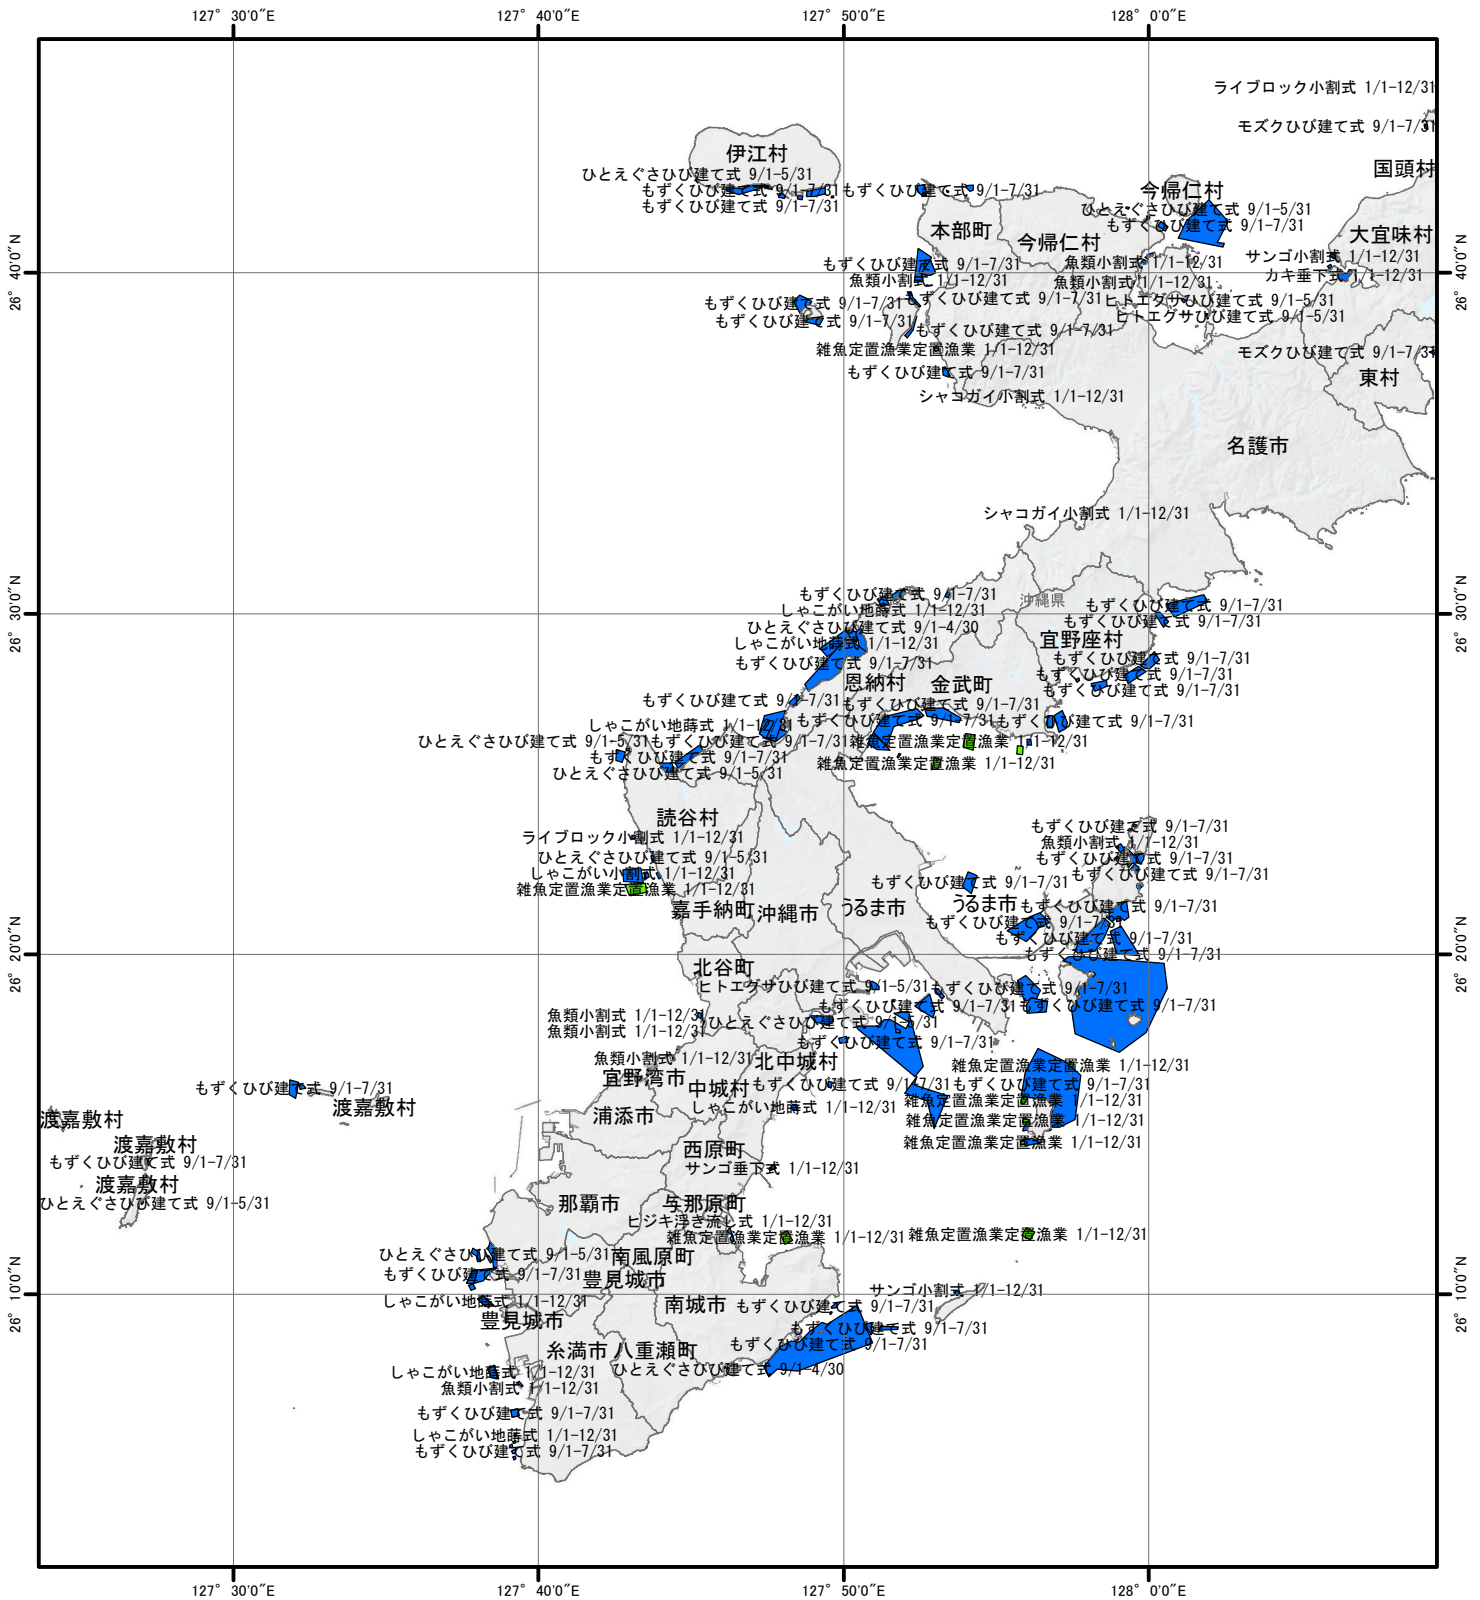 127° 30′0″E
127° 40′0″E
127° 50′0″E
128° 0′0″E
ライブロック小割式 1/1-12/31
モズクひび建て式 9/1-7/31
伊江村
国頭村
ひとえぐさひび建て式 9/1-5/31
もずくひび建て式 9/1-7/31
もずくひび建て式 9/1-7/31
今帰仁村
もずくひび建て式 9/1-7/31
ひとえぐさひび建て式 9/1-5/31
もずくひび建て式 9/1-7/31
本部町
今帰仁村
大宜味村
サンゴ小割式 1/1-12/31
もずくひび建て式 9/1-7/31
魚類小割式 1/1-12/31
カキ垂下式 1/1-12/31
26° 40′0″N
26° 40′0″N
魚類小割式 1/1-12/31
魚類小割式 1/1-12/31
もずくひび建て式 9/1-7/31
もずくひび建て式 9/1-7/31
ヒトエグサひび建て式 9/1-5/31
もずくひび建て式 9/1-7/31
ヒトエグサひび建て式 9/1-5/31
もずくひび建て式 9/1-7/31
雑魚定置漁業定置漁業 1/1-12/31
モズクひび建て式 9/1-7/31
もずくひび建て式 9/1-7/31
東村
シャコガイ小割式 1/1-12/31
名護市
シャコガイ小割式 1/1-12/31
もずくひび建て式 9/1-7/31
沖縄県
もずくひび建て式 9/1-7/31
しゃこがい地蒔式 1/1-12/31
26° 30′0″N
26° 30′0″N
もずくひび建て式 9/1-7/31
ひとえぐさひび建て式 9/1-4/30
しゃこがい地蒔式 1/1-12/31
宜野座村
もずくひび建て式 9/1-7/31
もずくひび建て式 9/1-7/31
もずくひび建て式 9/1-7/31
恩納村
金武町
もずくひび建て式 9/1-7/31
もずくひび建て式 9/1-7/31
もずくひび建て式 9/1-7/31
しゃこがい地蒔式 1/1-12/31
もずくひび建て式 9/1-7/31
もずくひび建て式 9/1-7/31
ひとえぐさひび建て式 9/1-5/31
もずくひび建て式 9/1-7/31
雑魚定置漁業定置漁業 1/1-12/31
もずくひび建て式 9/1-7/31
雑魚定置漁業定置漁業 1/1-12/31
ひとえぐさひび建て式 9/1-5/31
読谷村
もずくひび建て式 9/1-7/31
ライブロック小割式 1/1-12/31
魚類小割式 1/1-12/31
ひとえぐさひび建て式 9/1-5/31
もずくひび建て式 9/1-7/31
しゃこがい小割式 1/1-12/31
もずくひび建て式 9/1-7/31
雑魚定置漁業定置漁業 1/1-12/31
もずくひび建て式 9/1-7/31
嘉手納町
沖縄市
うるま市
うるま市
もずくひび建て式 9/1-7/31
もずくひび建て式 9/1-7/31
もずくひび建て式 9/1-7/31
26° 20′0″N
26° 20′0″N
もずくひび建て式 9/1-7/31
北谷町
ヒトエグサひび建て式 9/1-5/31
もずくひび建て式 9/1-7/31
もずくひび建て式 9/1-7/31
もずくひび建て式 9/1-7/31
魚類小割式 1/1-12/31
ひとえぐさひび建て式 9/1-5/31
魚類小割式 1/1-12/31
もずくひび建て式 9/1-7/31
魚類小割式 1/1-12/31
北中城村
雑魚定置漁業定置漁業 1/1-12/31
宜野湾市
中城村
もずくひび建て式 9/1-7/31
もずくひび建て式 9/1-7/31
もずくひび建て式 9/1-7/31
雑魚定置漁業定置漁業 1/1-12/31
渡嘉敷村
しゃこがい地蒔式 1/1-12/31
渡嘉敷村
浦添市
雑魚定置漁業定置漁業 1/1-12/31
渡嘉敷村
西原町
雑魚定置漁業定置漁業 1/1-12/31
もずくひび建て式 9/1-7/31
サンゴ垂下式 1/1-12/31
渡嘉敷村
ひとえぐさひび建て式 9/1-5/31
那覇市
与那原町
ヒジキ浮き流し式 1/1-12/31
雑魚定置漁業定置漁業 1/1-12/31
雑魚定置漁業定置漁業 1/1-12/31
ひとえぐさひび建て式 9/1-5/31
南風原町
もずくひび建て式 9/1-7/31
豊見城市
26° 10′0″N
26° 10′0″N
サンゴ小割式 1/1-12/31
しゃこがい地蒔式 1/1-12/31
南城市
もずくひび建て式 9/1-7/31
豊見城市
もずくひび建て式 9/1-7/31
もずくひび建て式 9/1-7/31
糸満市
八重瀬町
しゃこがい地蒔式 1/1-12/31
ひとえぐさひび建て式 9/1-4/30
魚類小割式 1/1-12/31
もずくひび建て式 9/1-7/31
しゃこがい地蒔式 1/1-12/31
もずくひび建て式 9/1-7/31
127° 30′0″E
127° 40′0″E
127° 50′0″E
128° 0′0″E